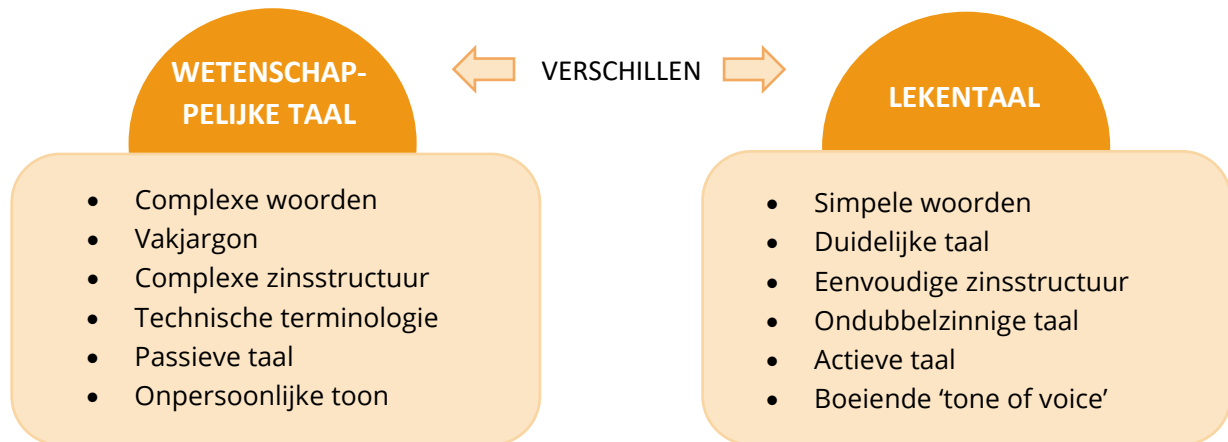 WETENSCHAP-
PELIJKE TAAL
VERSCHILLEN
LEKENTAAL
• Complexe woorden
• Vakjargon
• Complexe zinsstructuur
• Technische terminologie
• Passieve taal
• Onpersoonlijke toon
• Simpele woorden
• Duidelijke taal
• Eenvoudige zinsstructuur
• Ondubbelzinnige taal
• Actieve taal
• Boeiende ‘tone of voice’